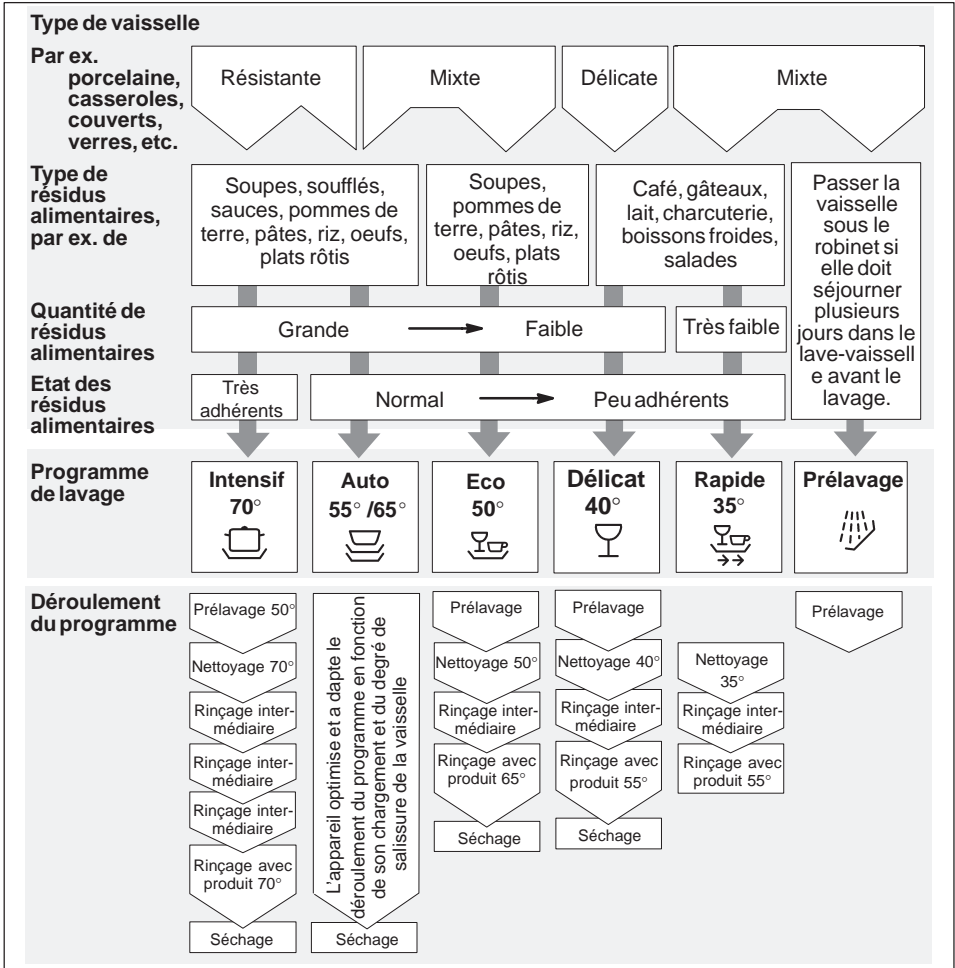 Type de vaisselle
Par ex.
porcelaine,
casseroles,
couverts,
verres, etc.
Résistante
Mixte
Délicate
Mixte
Type de
résidus
alimentaires,
par ex. de
Soupes, soufflés,
sauces, pommes de
terre, pâtes, riz, oeufs,
plats rôtis
Soupes,
pommes de
terre, pâtes, riz,
oeufs, plats
rôtis
Café, gâteaux,
lait, charcuterie,
boissons froides,
salades
Passer la
vaisselle
sous le
robinet si
elle doit
séjourner
plusieurs
jours dans le
lave-vaissell
e avant le
lavage.
Quantité de
résidus
alimentaires
Grande
Faible
Très faible
Etat des
résidus
alimentaires
Très
adhérents
Normal
Peu adhérents
Programme
de lavage
Intensif
70°
Auto
55° /65°
Eco
50°
Délicat
40°
Rapide
35°
Prélavage
Déroulement
du programme
Prélavage 50°
Nettoyage 70°
Rinçage inter-
médiaire
Rinçage inter-
médiaire
Rinçage inter-
médiaire
Rinçage avec
produit 70°
Séchage
L'appareil optimise et a dapte le
déroulement du programme en fonction
de son chargement et du degré de
salissure de la vaisselle
Séchage
Prélavage
Nettoyage 50°
Rinçage inter-
médiaire
Rinçage avec
produit 65°
Séchage
Prélavage
Nettoyage 40°
Rinçage inter-
médiaire
Rinçage avec
produit 55°
Séchage
Nettoyage
35°
Rinçage inter-
médiaire
Rinçage avec
produit 55°
Prélavage